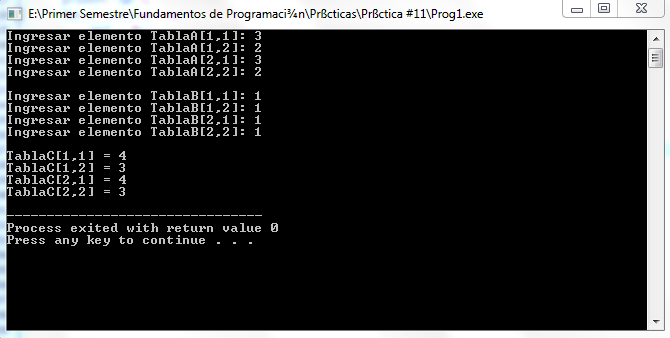 E:\Primer Semestre\Fundamentos de Programaci¾n\Prßcticas\Prßctica #11\Prog1.exe
Ingresar elemento TablaA[1,1]: 3
Ingresar elemento TablaA[1,2]: 2
Ingresar elemento TablaA[2,1]: 3
Ingresar elemento TablaA[2,2]: 2
Ingresar elemento TablaB[1,1]: 1
Ingresar elemento TablaB[1,2]: 1
Ingresar elemento TablaB[2,1]: 1
Ingresar elemento TablaB[2,2]: 1
TablaC[1,1] = 4
TablaC[1,2] = 3
TablaC[2,1] = 4
TablaC[2,2] = 3
--------------------------------
Process exited with return value 0
Press any key to continue . . .